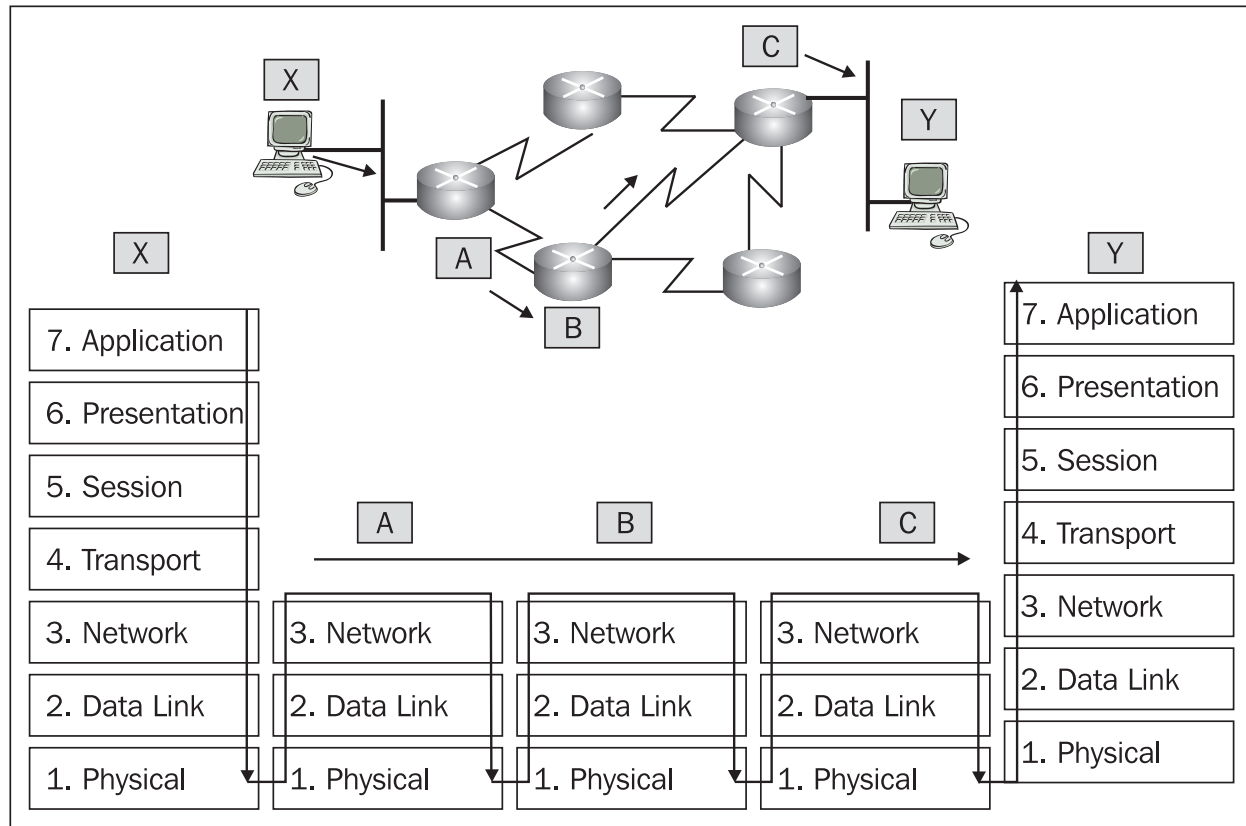 C
X
Y
A
B
X
Y
7. Application
6. Presentation
5. Session
4. Transport
3. Network
2. Data Link
1. Physical
A
3. Network
2. Data Link
1. Physical
B
3. Network
2. Data Link
1. Physical
C
3. Network
2. Data Link
1. Physical
7. Application
6. Presentation
5. Session
4. Transport
3. Network
2. Data Link
1. Physical